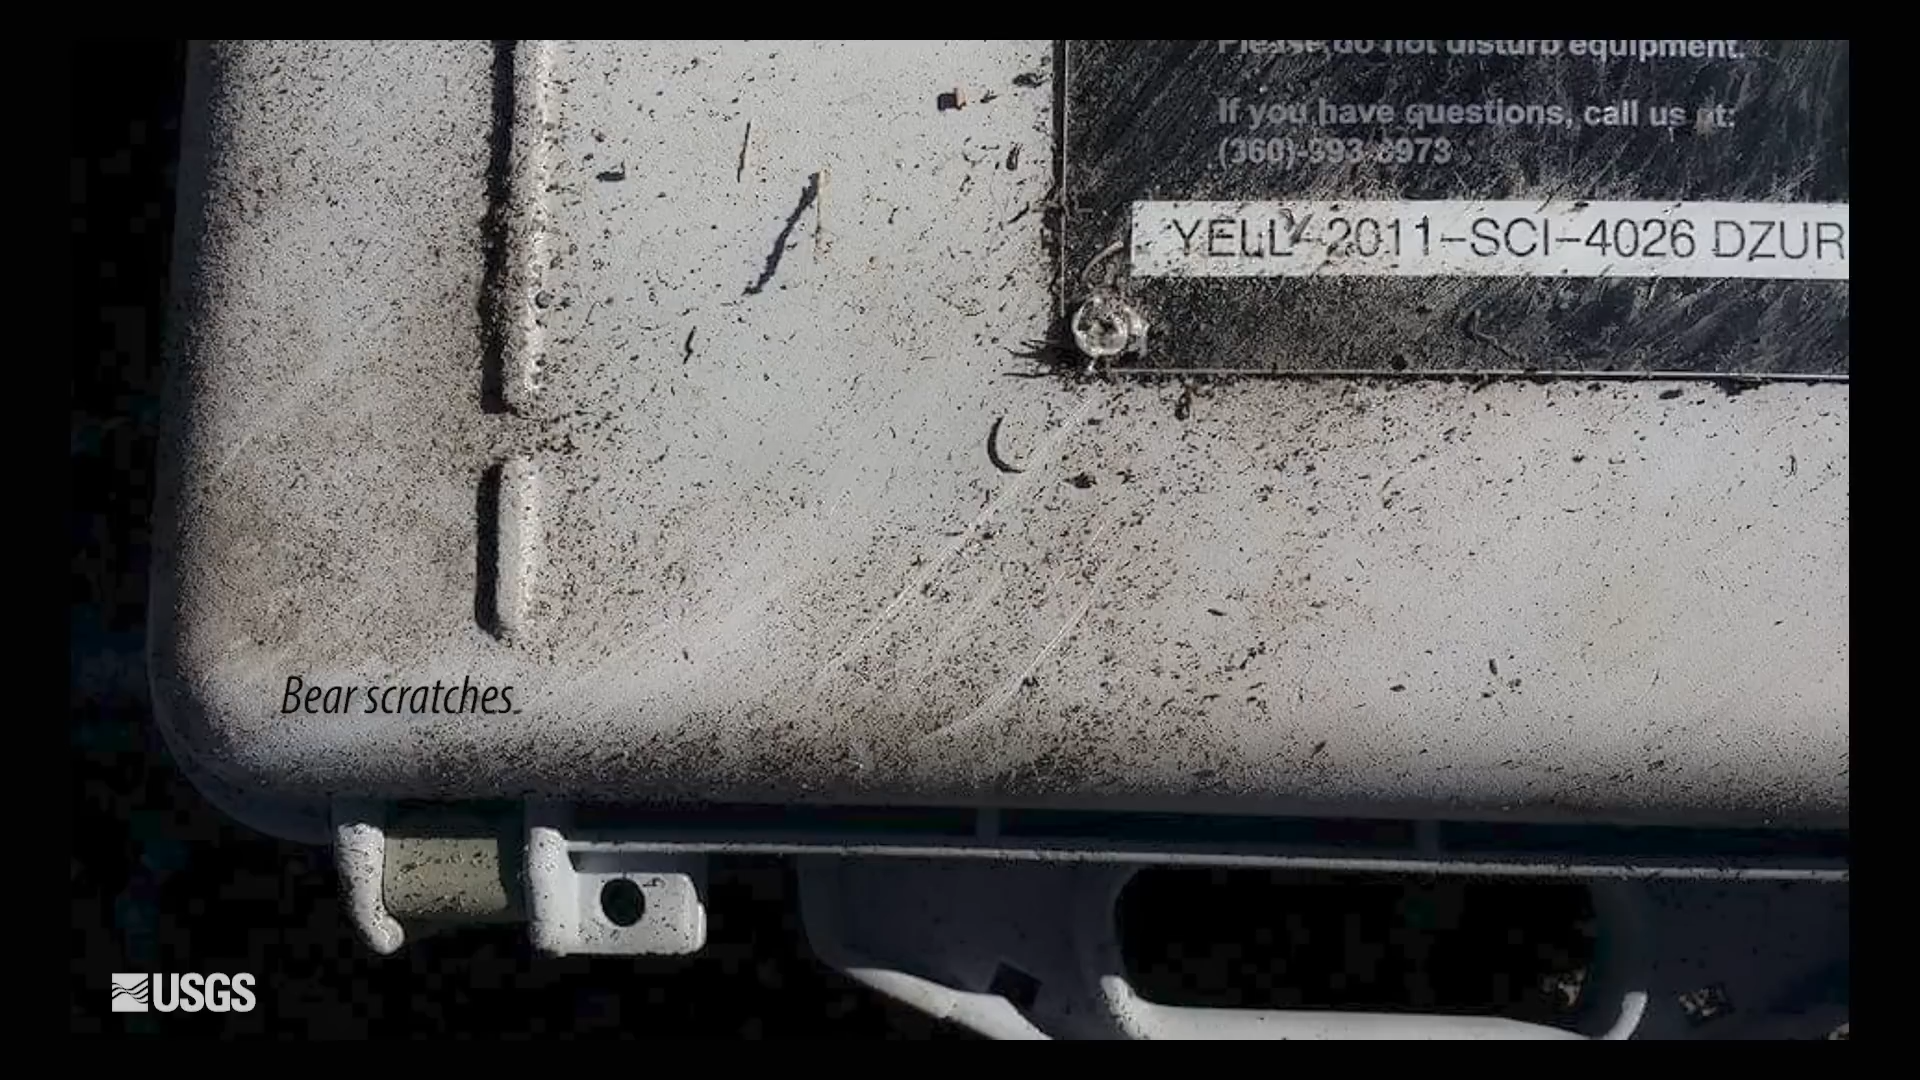 Please do not disturb equipment.
If you have questions, call us at:
(360)-993-8973
YELL-2011-SCI-4026 DZUR
Bear scratches.
USGS